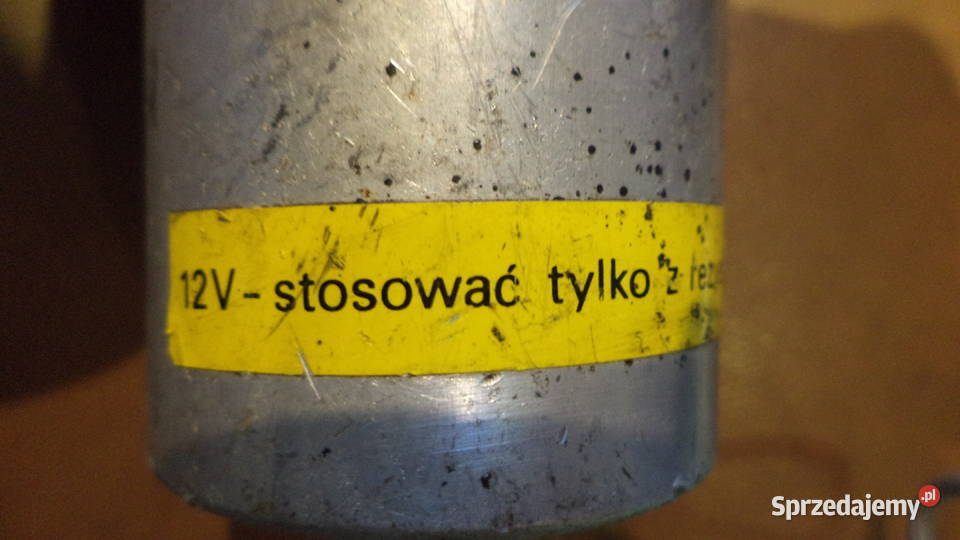 12V - stosować tylko z
Sprzedajemy.pl